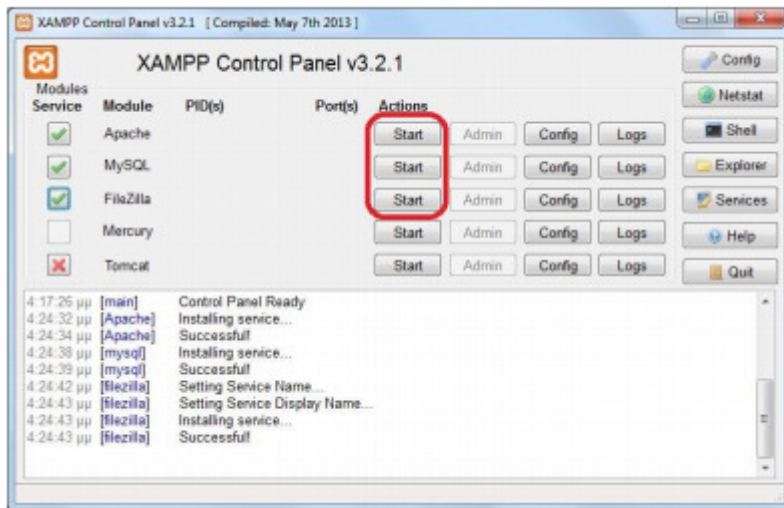 XAMPP Control Panel v3.2.1 [ Compiled: May 7th 2013 ]
XAMPP Control Panel v3.2.1
Config
Modules
Service Module PID(s) Port(s) Actions
Netstat
Apache Start Admin Config Logs
Shell
MySQL Start Admin Config Logs
Explorer
FileZilla Start Admin Config Logs
Services
Mercury Start Admin Config Logs
Help
Tomcat Start Admin Config Logs
Quit
4:17:26 μμ [main] Control Panel Ready
4:24:32 μμ [Apache] Installing service...
4:24:34 μμ [Apache] Successful!
4:24:38 μμ [mysql] Installing service...
4:24:39 μμ [mysql] Successful!
4:24:42 μμ [filezilla] Setting Service Name...
4:24:43 μμ [filezilla] Setting Service Display Name...
4:24:43 μμ [filezilla] Installing service...
4:24:43 μμ [filezilla] Successful!